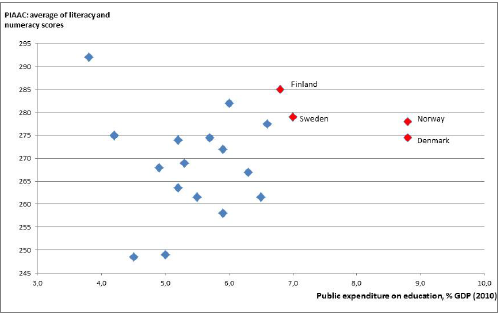 PIAAC: average of literacy and
numeracy scores
295
290
285
280
275
270
265
260
255
250
245
Finland
Sweden
Norway
Denmark
3,0 4,0 5,0 6,0 7,0 8,0 9,0 10,0
Public expenditure on education, % GDP (2010)